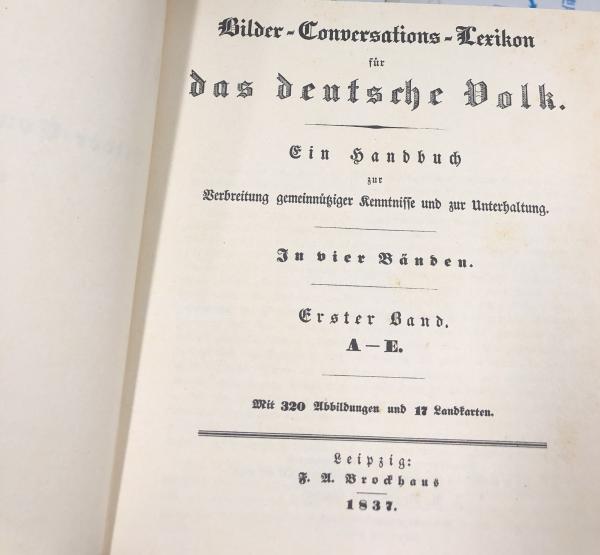 Bilder-Conversations-Lexikon
für
das deutsche Volk.
Ein Handbuch
zur
Verbreitung gemeinnütziger Kenntnisse und zur Unterhaltung.
In vier Bänden.
Erster Band.
A—E.
Mit 320 Abbildungen und 17 Landkarten.
Leipzig:
F. A. Brockhaus
1837.